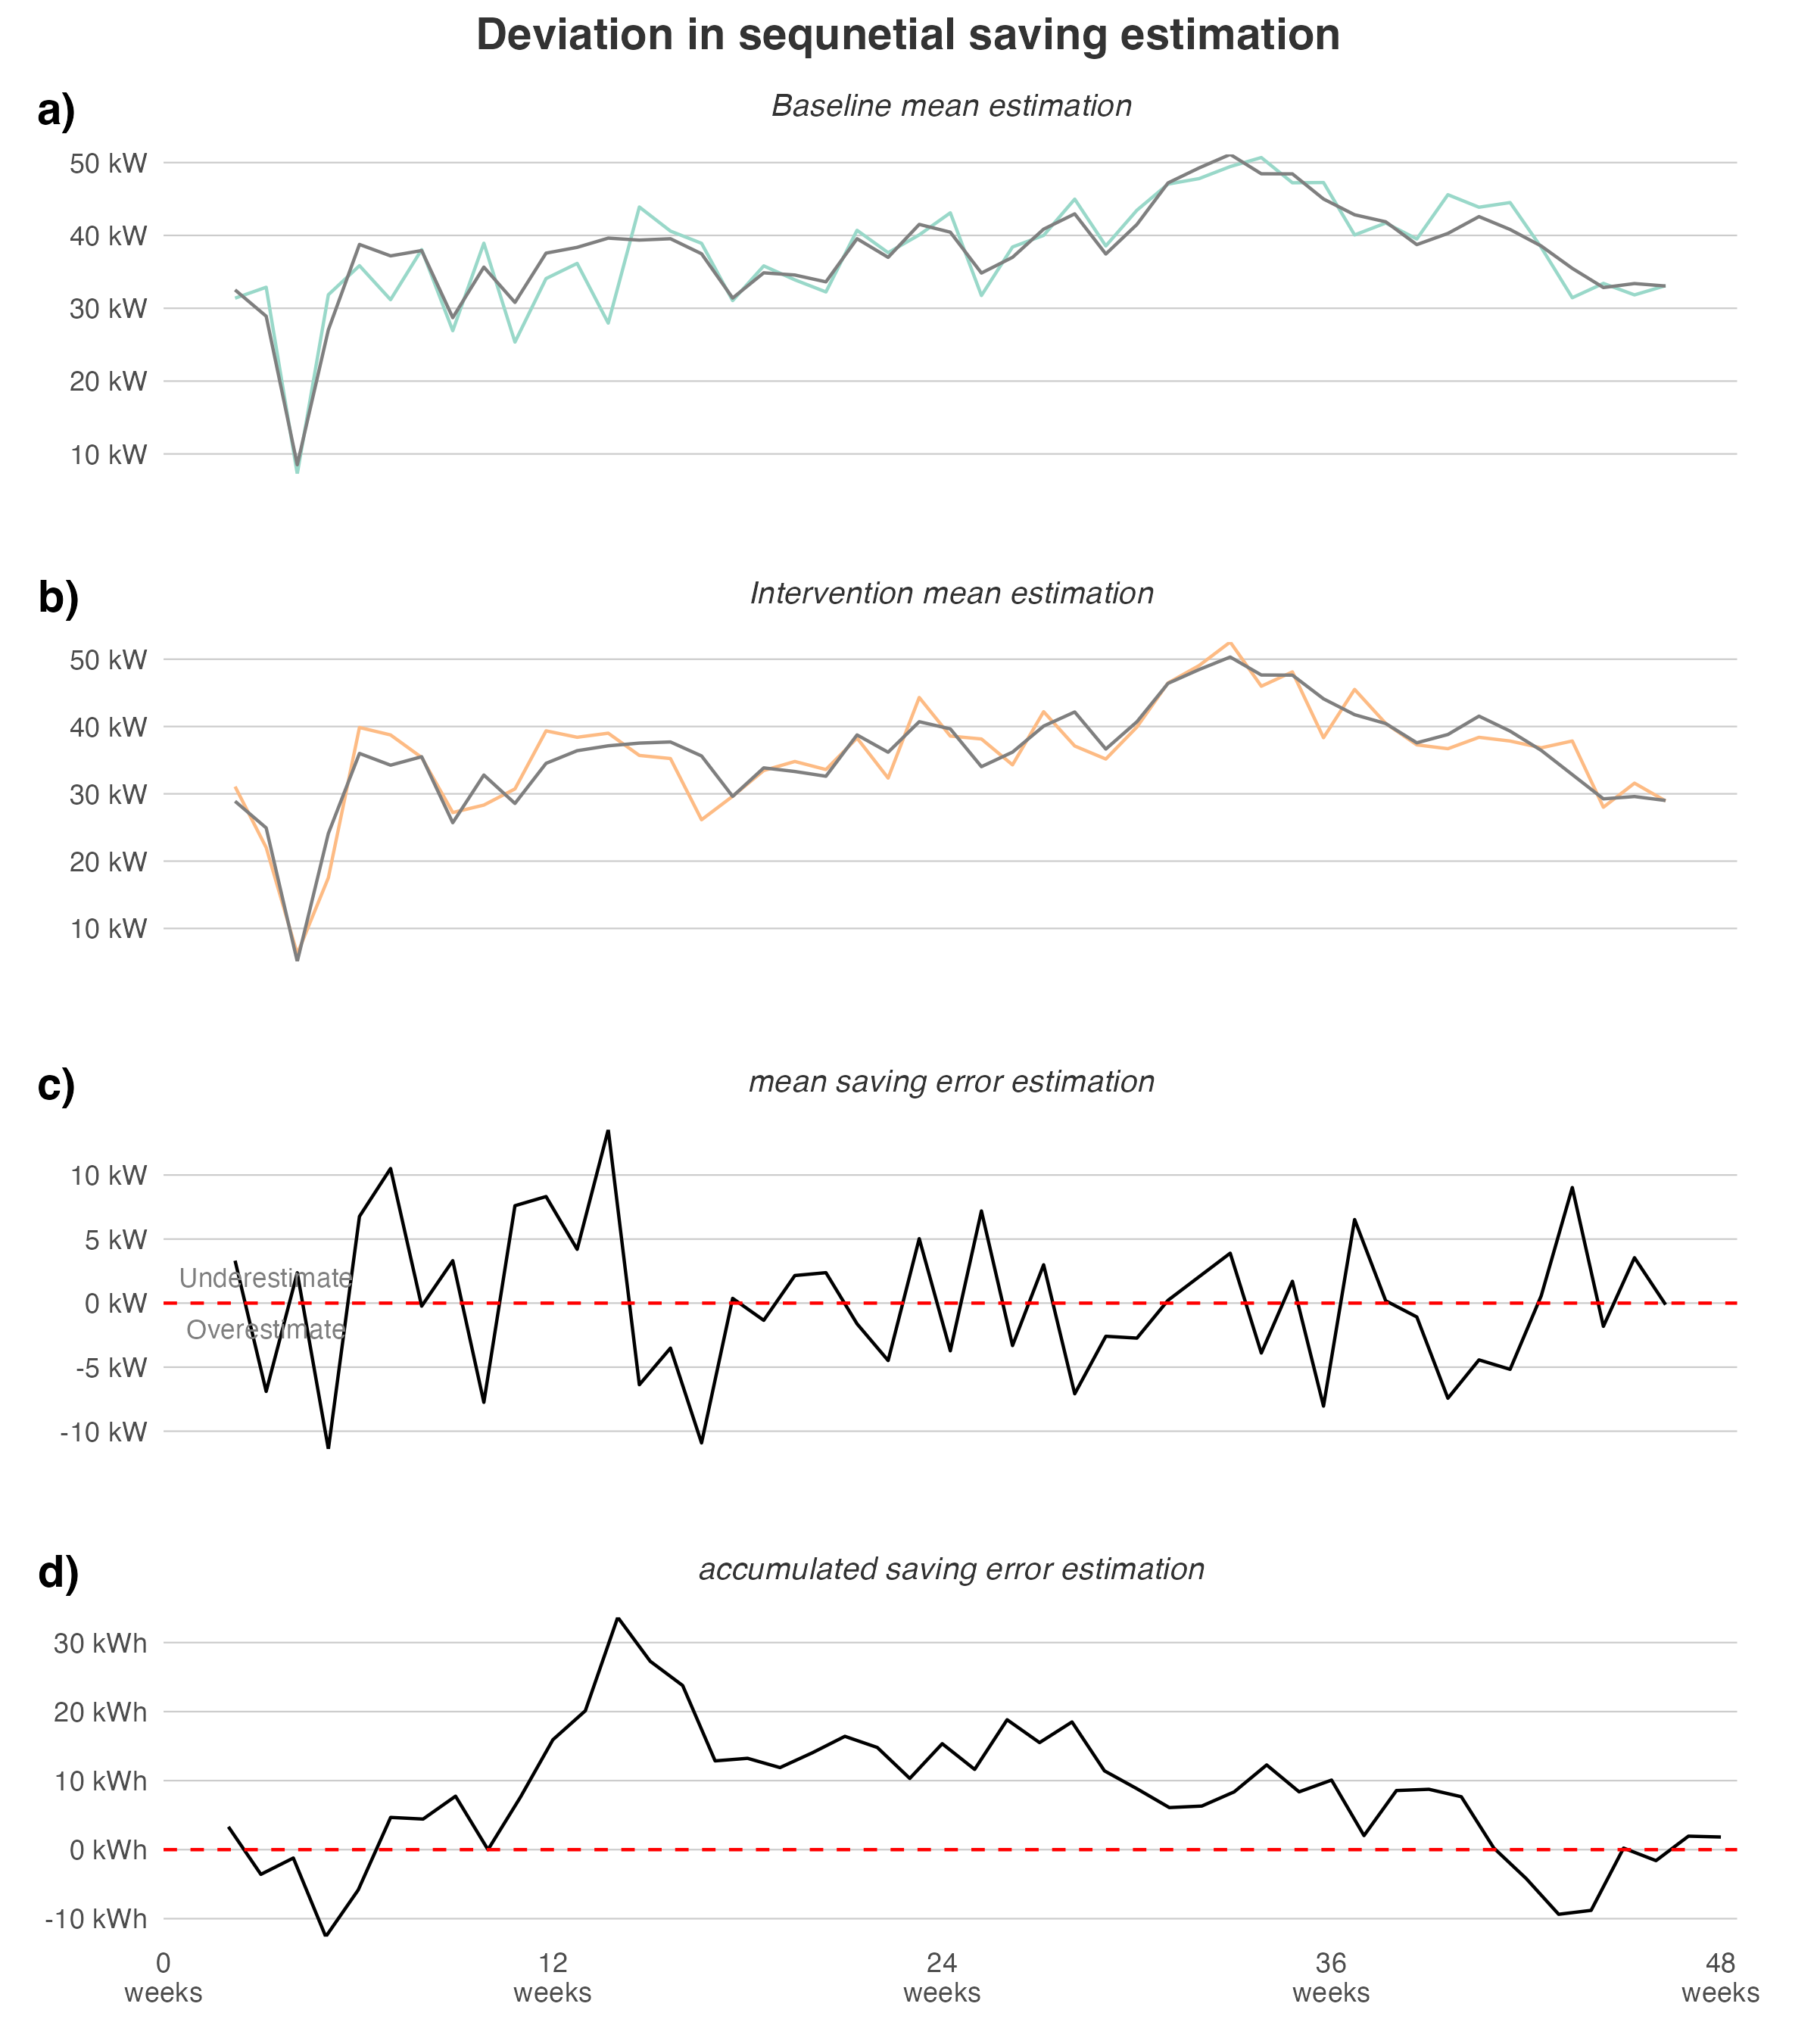 Deviation in sequnetial saving estimation
a)
Baseline mean estimation
50 kW
40 kW
30 kW
20 kW
10 kW
b)
Intervention mean estimation
50 kW
40 kW
30 kW
20 kW
10 kW
c)
mean saving error estimation
10 kW
5 kW
Underestimate
0 kW
Overestimate
-5 kW
-10 kW
d)
accumulated saving error estimation
30 kWh
20 kWh
10 kWh
0 kWh
-10 kWh
0 12 24 36 48
weeks weeks weeks weeks weeks